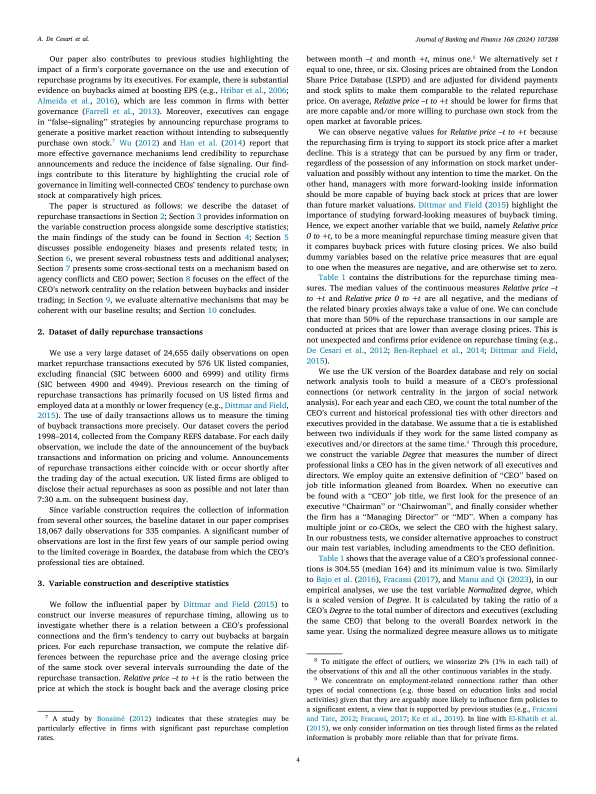 A. De Cesari et al.
Journal of Banking and Finance 168 (2024) 107288
Our paper also contributes to previous studies highlighting the
impact of a firm's corporate governance on the use and execution of
repurchase programs by its executives. For example, there is substantial
evidence on buybacks aimed at boosting EPS (e.g., Hribar et al., 2006;
Almeida et al., 2016), which are less common in firms with better
governance (Farrell et al., 2013). Moreover, executives can engage
in "false–signaling" strategies by announcing repurchase programs to
generate a positive market reaction without intending to subsequently
purchase own stock.7 Wu (2012) and Han et al. (2014) report that
more effective governance mechanisms lend credibility to repurchase
announcements and reduce the incidence of false signaling. Our find-
ings contribute to this literature by highlighting the crucial role of
governance in limiting well-connected CEOs' tendency to purchase own
stock at comparatively high prices.
The paper is structured as follows: we describe the dataset of
repurchase transactions in Section 2; Section 3 provides information on
the variable construction process alongside some descriptive statistics;
the main findings of the study can be found in Section 4; Section 5
discusses possible endogeneity biases and presents related tests; in
Section 6, we present several robustness tests and additional analyses;
Section 7 presents some cross-sectional tests on a mechanism based on
agency conflicts and CEO power; Section 8 focuses on the effect of the
CEO's network centrality on the relation between buybacks and insider
trading; in Section 9, we evaluate alternative mechanisms that may be
coherent with our baseline results; and Section 10 concludes.
2. Dataset of daily repurchase transactions
We use a very large dataset of 24,655 daily observations on open
market repurchase transactions executed by 576 UK listed companies,
excluding financial (SIC between 6000 and 6999) and utility firms
(SIC between 4900 and 4949). Previous research on the timing of
repurchase transactions has primarily focused on US listed firms and
employed data at a monthly or lower frequency (e.g., Dittmar and Field,
2015). The use of daily transactions allows us to measure the timing
of buyback transactions more precisely. Our dataset covers the period
1998–2014, collected from the Company REFS database. For each daily
observation, we include the date of the announcement of the buyback
transactions and information on pricing and volume. Announcements
of repurchase transactions either coincide with or occur shortly after
the trading day of the actual execution. UK listed firms are obliged to
disclose their actual repurchases as soon as possible and not later than
7:30 a.m. on the subsequent business day.
Since variable construction requires the collection of information
from several other sources, the baseline dataset in our paper comprises
18,067 daily observations for 335 companies. A significant number of
observations are lost in the first few years of our sample period owing
to the limited coverage in Boardex, the database from which the CEO's
professional ties are obtained.
3. Variable construction and descriptive statistics
We follow the influential paper by Dittmar and Field (2015) to
construct our inverse measures of repurchase timing, allowing us to
investigate whether there is a relation between a CEO's professional
connections and the firm's tendency to carry out buybacks at bargain
prices. For each repurchase transaction, we compute the relative dif-
ferences between the repurchase price and the average closing price
of the same stock over several intervals surrounding the date of the
repurchase transaction. Relative price –t to +t is the ratio between the
price at which the stock is bought back and the average closing price
7 A study by Bonaimé (2012) indicates that these strategies may be
particularly effective in firms with significant past repurchase completion
rates.
between month –t and month +t, minus one.8 We alternatively set t
equal to one, three, or six. Closing prices are obtained from the London
Share Price Database (LSPD) and are adjusted for dividend payments
and stock splits to make them comparable to the related repurchase
price. On average, Relative price –t to +t should be lower for firms that
are more capable and/or more willing to purchase own stock from the
open market at favorable prices.
We can observe negative values for Relative price –t to +t because
the repurchasing firm is trying to support its stock price after a market
decline. This is a strategy that can be pursued by any firm or trader,
regardless of the possession of any information on stock market under-
valuation and possibly without any intention to time the market. On
the other hand, managers with more forward-looking inside information
should be more capable of buying back stock at prices that are lower
than future market valuations. Dittmar and Field (2015) highlight the
importance of studying forward-looking measures of buyback timing.
Hence, we expect another variable that we build, namely Relative price
0 to +t, to be a more meaningful repurchase timing measure given that
it compares buyback prices with future closing prices. We also build
dummy variables based on the relative price measures that are equal
to one when the measures are negative, and are otherwise set to zero.
Table 1 contains the distributions for the repurchase timing mea-
sures. The median values of the continuous measures Relative price –t
to +t and Relative price 0 to +t are all negative, and the medians of
the related binary proxies always take a value of one. We can conclude
that more than 50% of the repurchase transactions in our sample are
conducted at prices that are lower than average closing prices. This is
not unexpected and confirms prior evidence on repurchase timing (e.g.,
De Cesari et al., 2012; Ben-Rephael et al., 2014; Dittmar and Field,
2015).
We use the UK version of the Boardex database and rely on social
network analysis tools to build a measure of a CEO's professional
connections (or network centrality in the jargon of social network
analysis). For each year and each CEO, we count the total number of the
CEO's current and historical professional ties with other directors and
executives provided in the database. We assume that a tie is established
between two individuals if they work for the same listed company as
executives and/or directors at the same time.9 Through this procedure,
we construct the variable Degree that measures the number of direct
professional links a CEO has in the given network of all executives and
directors. We employ quite an extensive definition of "CEO" based on
job title information gleaned from Boardex. When no executive can
be found with a "CEO" job title, we first look for the presence of an
executive "Chairman" or "Chairwoman", and finally consider whether
the firm has a "Managing Director" or "MD". When a company has
multiple joint or co-CEOs, we select the CEO with the highest salary.
In our robustness tests, we consider alternative approaches to construct
our main test variables, including amendments to the CEO definition.
Table 1 shows that the average value of a CEO's professional connec-
tions is 304.55 (median 164) and its minimum value is two. Similarly
to Bajo et al. (2016), Fracassi (2017), and Manu and Qi (2023), in our
empirical analyses, we use the test variable Normalized degree, which
is a scaled version of Degree. It is calculated by taking the ratio of a
CEO's Degree to the total number of directors and executives (excluding
the same CEO) that belong to the overall Boardex network in the
same year. Using the normalized degree measure allows us to mitigate
8 To mitigate the effect of outliers, we winsorize 2% (1% in each tail) of
the observations of this and all the other continuous variables in the study.
9 We concentrate on employment-related connections rather than other
types of social connections (e.g. those based on education links and social
activities) given that they are arguably more likely to influence firm policies to
a significant extent, a view that is supported by previous studies (e.g., Fracassi
and Tate, 2012; Fracassi, 2017; Ke et al., 2019). In line with El-Khatib et al.
(2015), we only consider information on ties through listed firms as the related
information is probably more reliable than that for private firms.
4